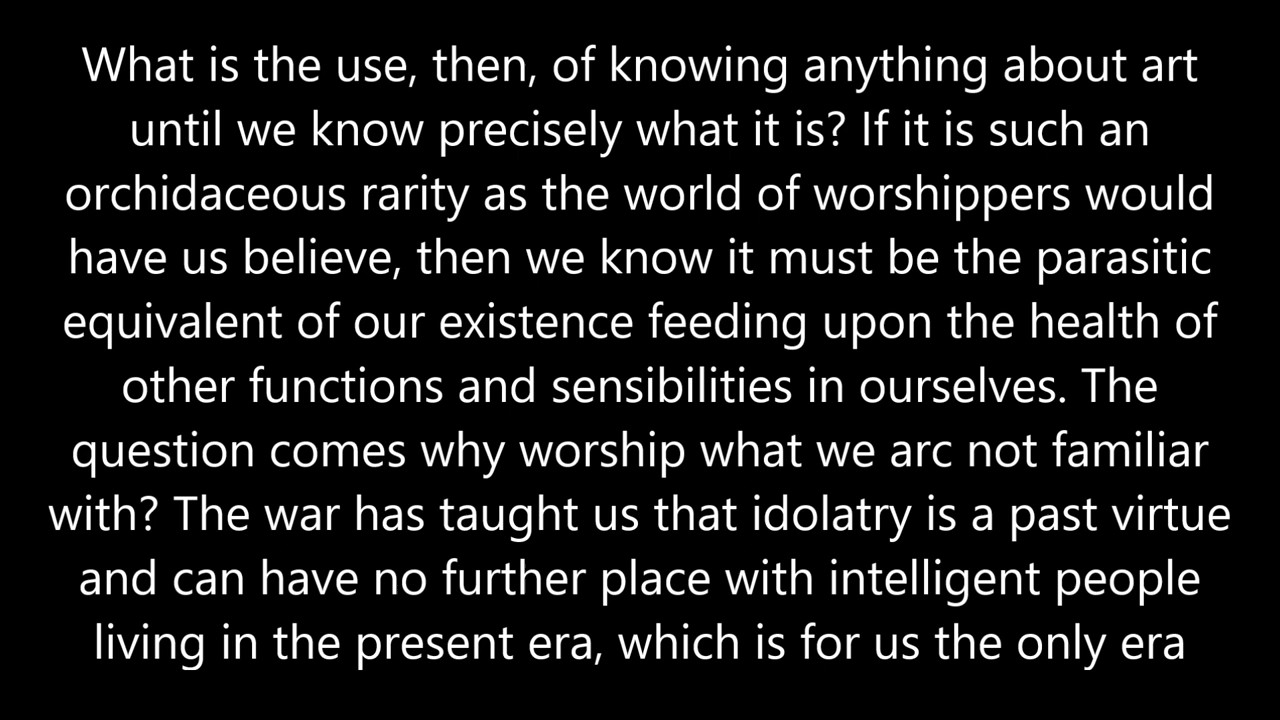 What is the use, then, of knowing anything about art
until we know precisely what it is? If it is such an
orchidaceous rarity as the world of worshippers would
have us believe, then we know it must be the parasitic
equivalent of our existence feeding upon the health of
other functions and sensibilities in ourselves. The
question comes why worship what we arc not familiar
with? The war has taught us that idolatry is a past virtue
and can have no further place with intelligent people
living in the present era, which is for us the only era